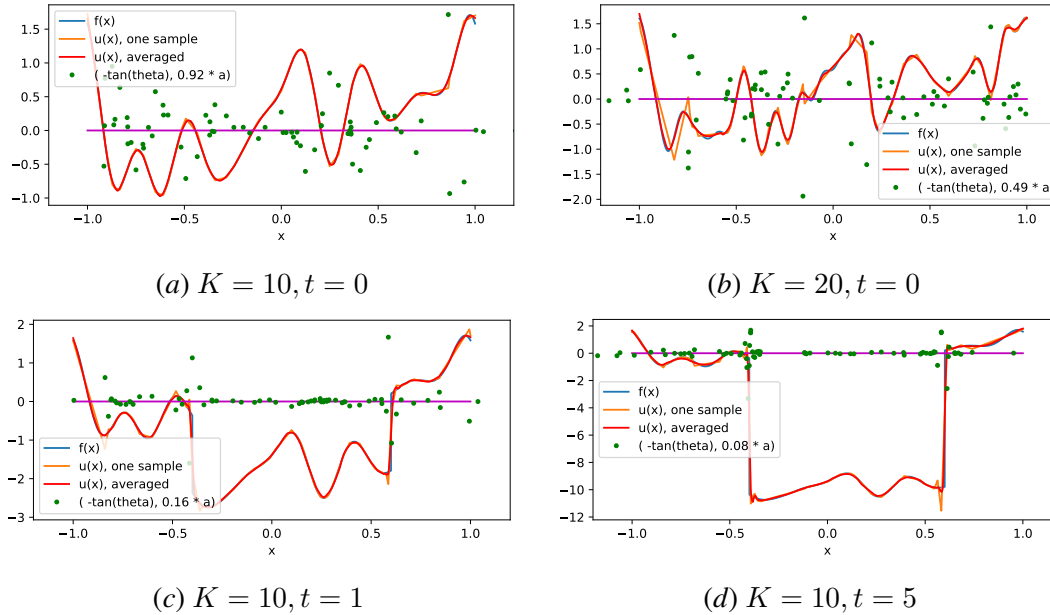 1.5
1.0
0.5
0.0
−0.5
−1.0
f(x)
u(x), one sample
u(x), averaged
( -tan(theta), 0.92 * a)
−1.0 −0.5 0.0 0.5 1.0
x
(a) K = 10, t = 0
1.5
1.0
0.5
0.0
−0.5
−1.0
−1.5
−2.0
f(x)
u(x), one sample
u(x), averaged
( -tan(theta), 0.49 * a)
−1.0 −0.5 0.0 0.5 1.0
x
(b) K = 20, t = 0
2
1
0
−1
−2
−3
f(x)
u(x), one sample
u(x), averaged
( -tan(theta), 0.16 * a)
−1.0 −0.5 0.0 0.5 1.0
x
(c) K = 10, t = 1
2
0
−2
−4
−6
−8
−10
−12
f(x)
u(x), one sample
u(x), averaged
( -tan(theta), 0.08 * a)
−1.0 −0.5 0.0 0.5 1.0
x
(d) K = 10, t = 5